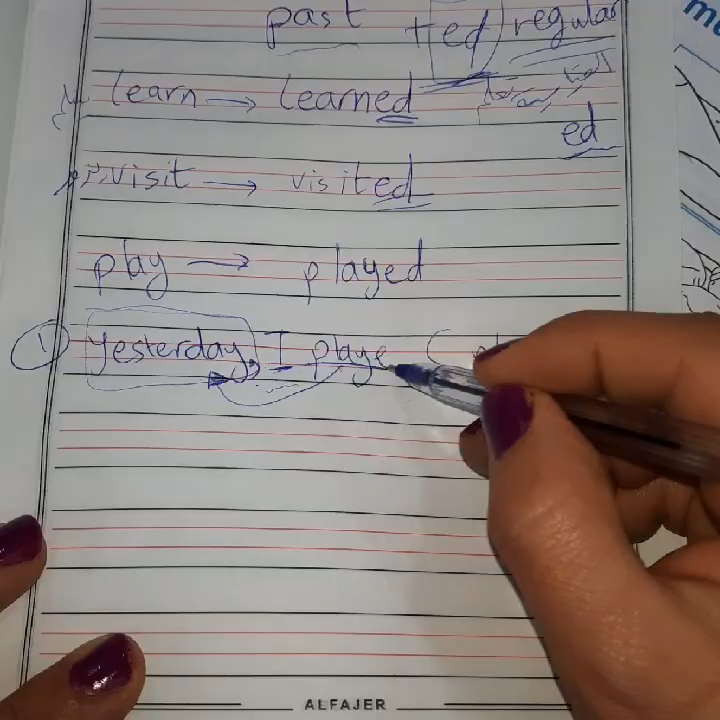 past +ed regular
learn → learned
ed
visit → visited
play → played
1 yesterday, I playe (
ALFAJER